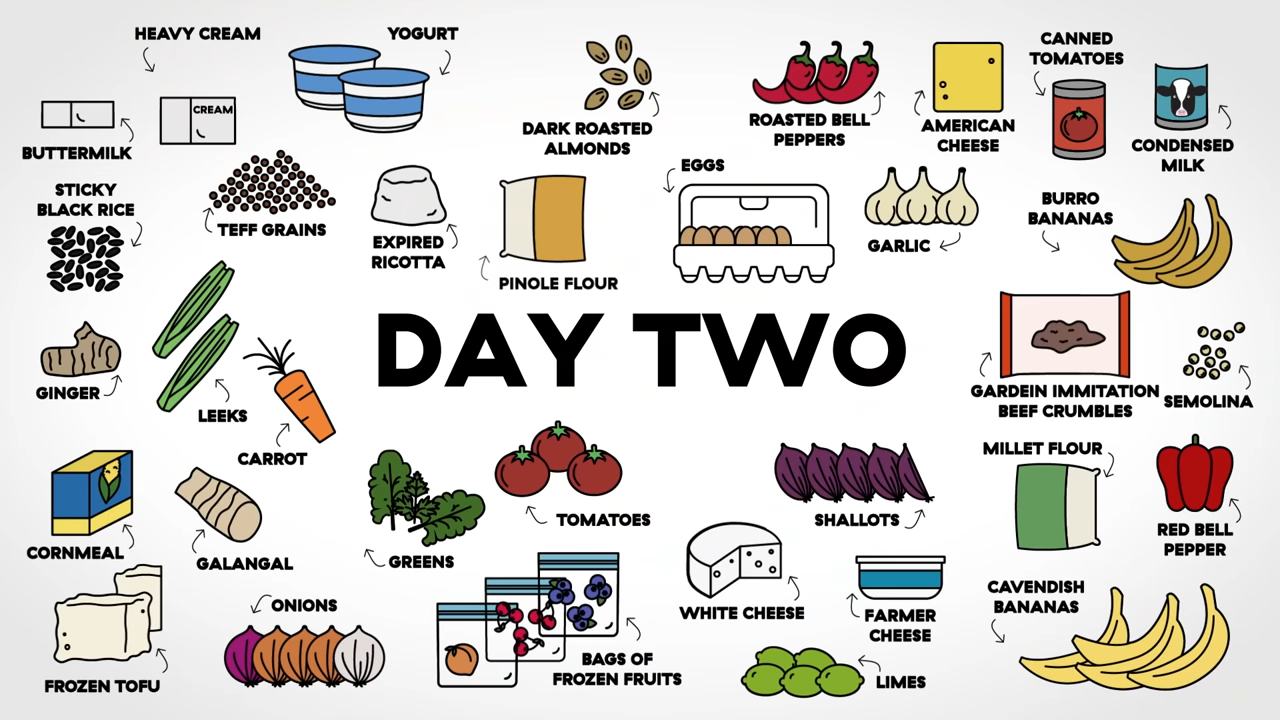 HEAVY CREAM
YOGURT
CREAM
BUTTERMILK
DARK ROASTED
ALMONDS
ROASTED BELL
PEPPERS
AMERICAN
CHEESE
CANNED
TOMATOES
CONDENSED
MILK
STICKY
BLACK RICE
TEFF GRAINS
EXPIRED
RICOTTA
PINOLE FLOUR
EGGS
GARLIC
BURRO
BANANAS
DAY TWO
GINGER
LEEKS
CARROT
GARDEIN IMMITATION
BEEF CRUMBLES
SEMOLINA
CORNMEAL
GALANGAL
GREENS
TOMATOES
SHALLOTS
MILLET FLOUR
RED BELL
PEPPER
FROZEN TOFU
ONIONS
BAGS OF
FROZEN FRUITS
WHITE CHEESE
FARMER
CHEESE
LIMES
CAVENDISH
BANANAS